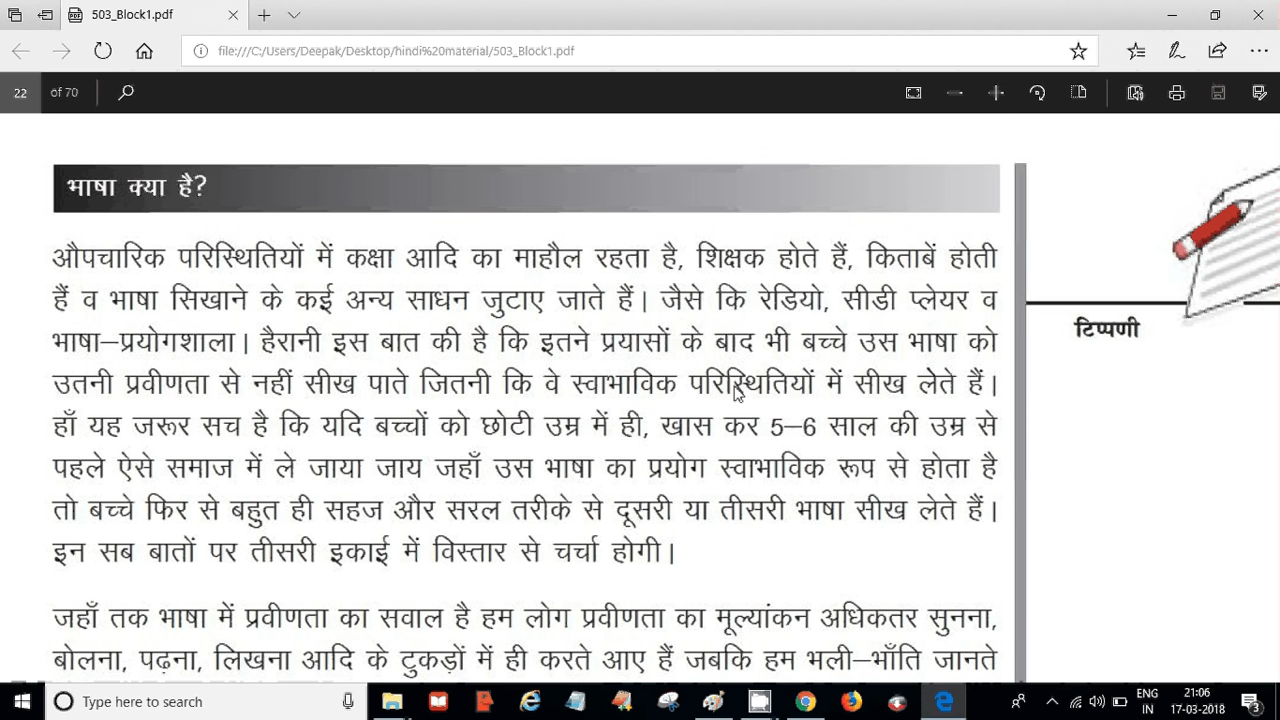 503_Block1.pdf
file:///C:/Users/Deepak/Desktop/hindi%20material/503_Block1.pdf
22 of 70
भाषा क्या है?
औपचारिक परिस्थितियों में कक्षा आदि का माहौल रहता है, शिक्षक होते हैं, किताबें होती
हैं व भाषा सिखाने के कई अन्य साधन जुटाए जाते हैं। जैसे कि रेडियो, सीडी प्लेयर व
भाषा–प्रयोगशाला। हैरानी इस बात की है कि इतने प्रयासों के बाद भी बच्चे उस भाषा को
उतनी प्रवीणता से नहीं सीख पाते जितनी कि वे स्वाभाविक परिस्थितियों में सीख लेते हैं।
हाँ यह जरूर सच है कि यदि बच्चों को छोटी उम्र में ही, खास कर 5–6 साल की उम्र से
पहले ऐसे समाज में ले जाया जाय जहाँ उस भाषा का प्रयोग स्वाभाविक रूप से होता है
तो बच्चे फिर से बहुत ही सहज और सरल तरीके से दूसरी या तीसरी भाषा सीख लेते हैं।
इन सब बातों पर तीसरी इकाई में विस्तार से चर्चा होगी।
जहाँ तक भाषा में प्रवीणता का सवाल है हम लोग प्रवीणता का मूल्यांकन अधिकतर सुनना,
बोलना, पढ़ना, लिखना आदि के टुकड़ों में ही करते आए हैं जबकि हम भली–भाँति जानते
टिप्पणी
Type here to search
ENG
IN
21:06
17-03-2018
3